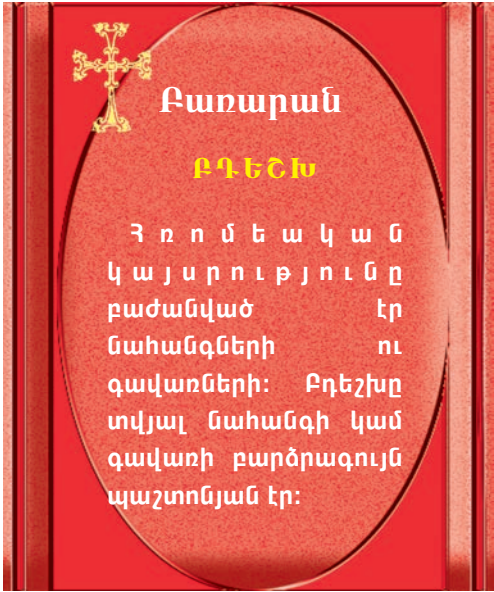 Բառարան
ԲԴԵՇԽ
Հռոմեական
կայսրությունը
բաժանված էր
նահանգների ու
գավառների: Բդեշխը
տվյալ նահանգի կամ
գավառի բարձրագույն
պաշտոնյան էր: